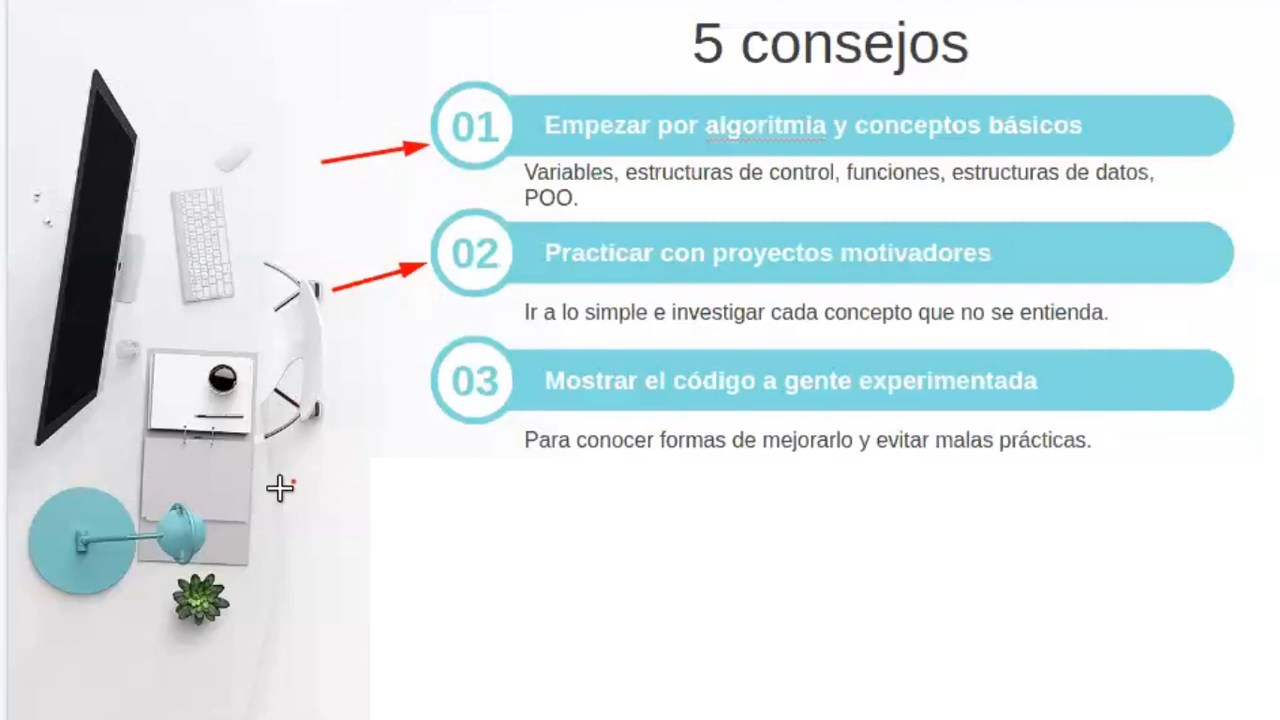 5 consejos
01
Empezar por algoritmia y conceptos básicos
Variables, estructuras de control, funciones, estructuras de datos,
POO.
02
Practicar con proyectos motivadores
Ir a lo simple e investigar cada concepto que no se entienda.
03
Mostrar el código a gente experimentada
Para conocer formas de mejorarlo y evitar malas prácticas.